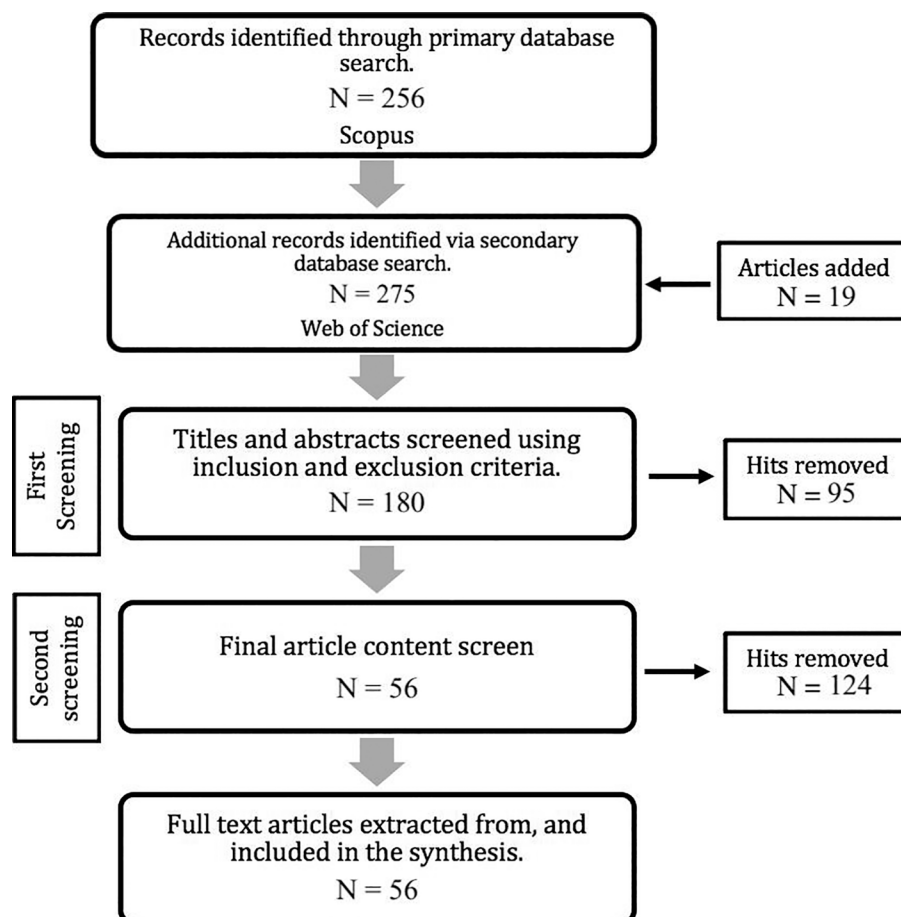 Records identified through primary database
search.
N = 256
Scopus
Additional records identified via secondary
database search.
N = 275
Web of Science
Articles added
N = 19
First
Screening
Titles and abstracts screened using
inclusion and exclusion criteria.
N = 180
Hits removed
N = 95
Second
screening
Final article content screen
N = 56
Hits removed
N = 124
Full text articles extracted from, and
included in the synthesis.
N = 56